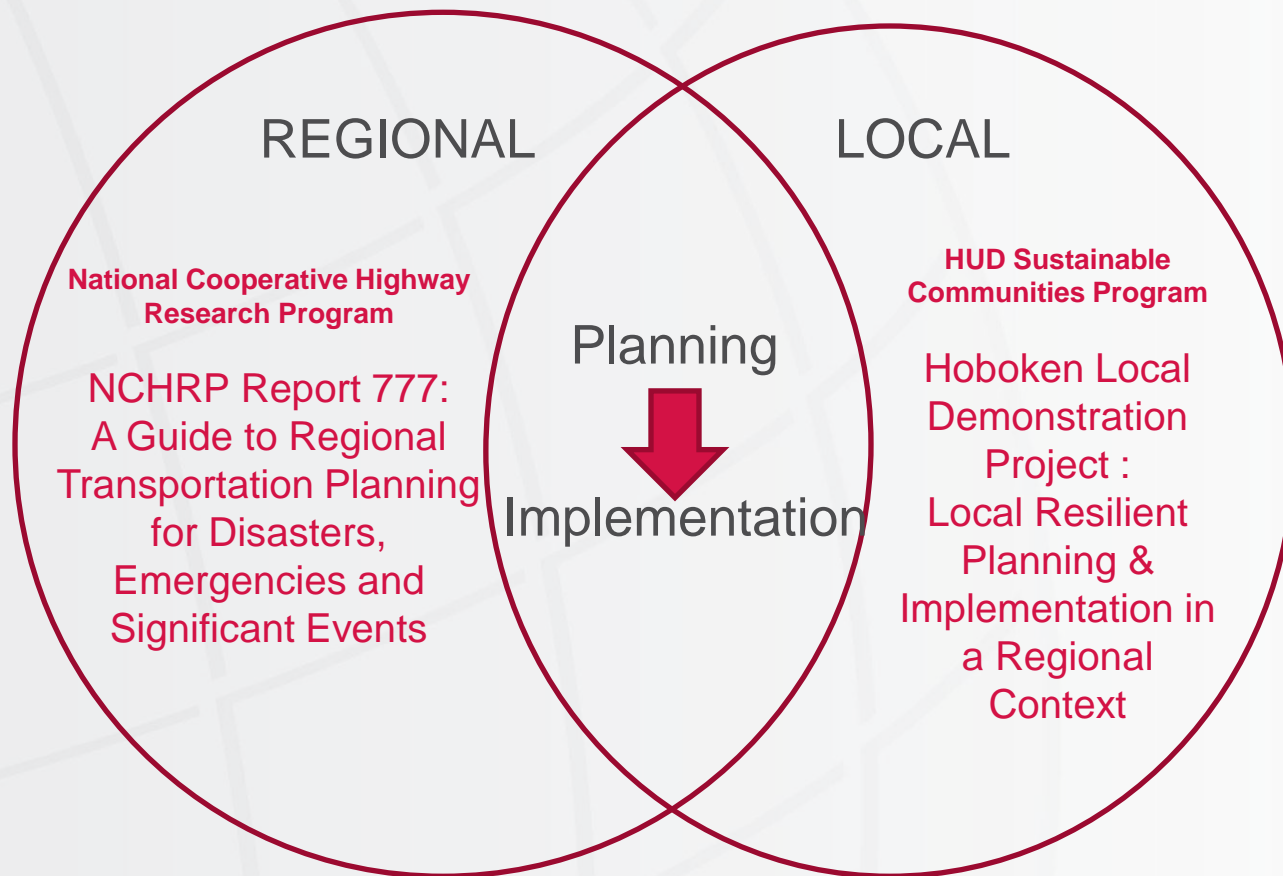 REGIONAL
National Cooperative Highway
Research Program
NCHRP Report 777:
A Guide to Regional
Transportation Planning
for Disasters,
Emergencies and
Significant Events
Planning
Implementation
LOCAL
HUD Sustainable
Communities Program
Hoboken Local
Demonstration
Project :
Local Resilient
Planning &
Implementation in
a Regional
Context